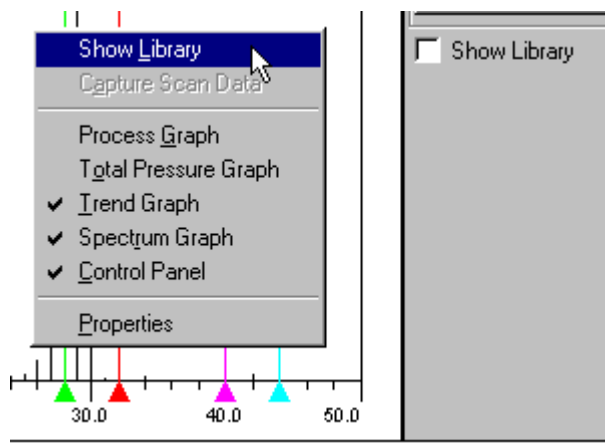 Show Library
Show Library
Capture Scan Data
Process Graph
Total Pressure Graph
Trend Graph
Spectrum Graph
Control Panel
Properties
30.0 40.0 50.0